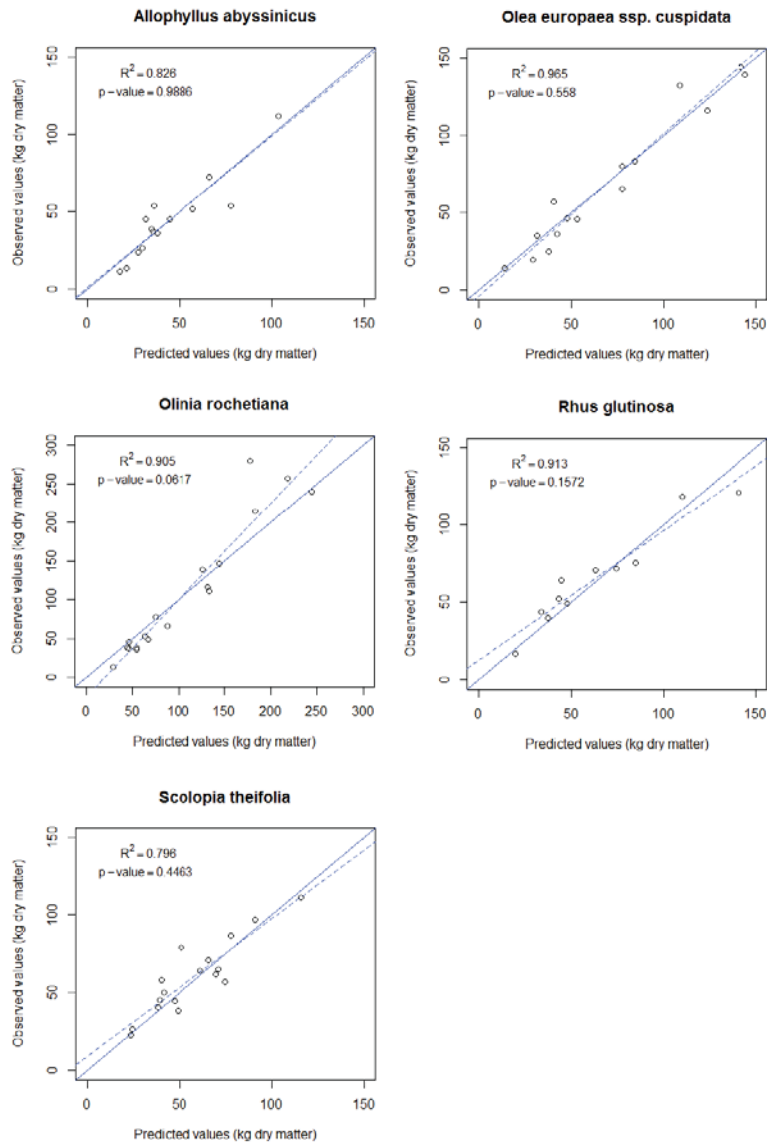 Allophyllus abyssinicus
R² = 0.826
p−value = 0.9886
150
100
50
0
Observed values (kg dry matter)
0 50 100 150
Predicted values (kg dry matter)
Olea europaea ssp. cuspidata
R² = 0.965
p−value = 0.558
150
100
50
0
Observed values (kg dry matter)
0 50 100 150
Predicted values (kg dry matter)
Olinia rochetiana
R² = 0.905
p−value = 0.0617
300
250
200
150
100
50
0
Observed values (kg dry matter)
0 50 100 150 200 250 300
Predicted values (kg dry matter)
Rhus glutinosa
R² = 0.913
p−value = 0.1572
150
100
50
0
Observed values (kg dry matter)
0 50 100 150
Predicted values (kg dry matter)
Scolopia theifolia
R² = 0.796
p−value = 0.4463
150
100
50
0
Observed values (kg dry matter)
0 50 100 150
Predicted values (kg dry matter)